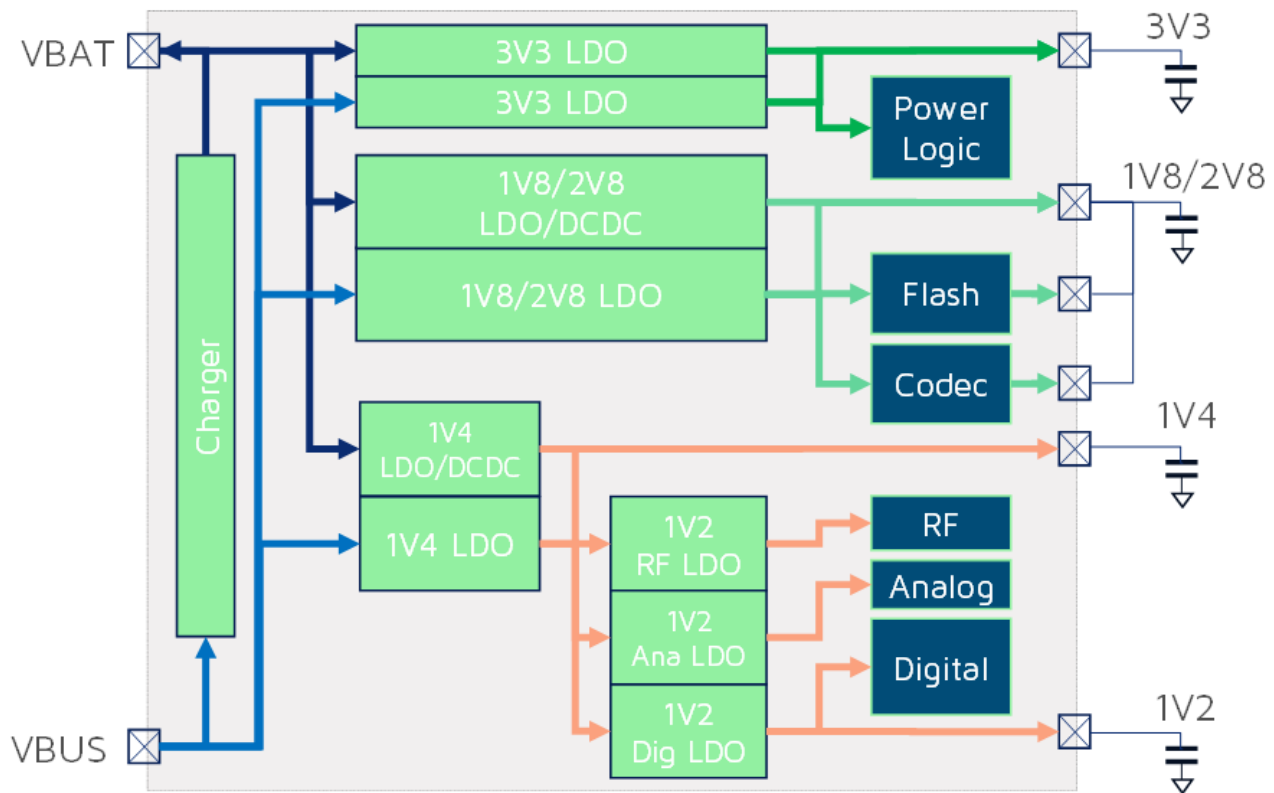 VBAT
3V3 LDO
3V3
3V3 LDO
Power
Logic
1V8/2V8
LDO/DCDC
1V8/2V8
1V8/2V8 LDO
Flash
Charger
Codec
1V4
LDO/DCDC
1V4
1V4 LDO
1V2
RF LDO
RF
1V2
Ana LDO
Analog
1V2
Dig LDO
Digital
VBUS
1V2